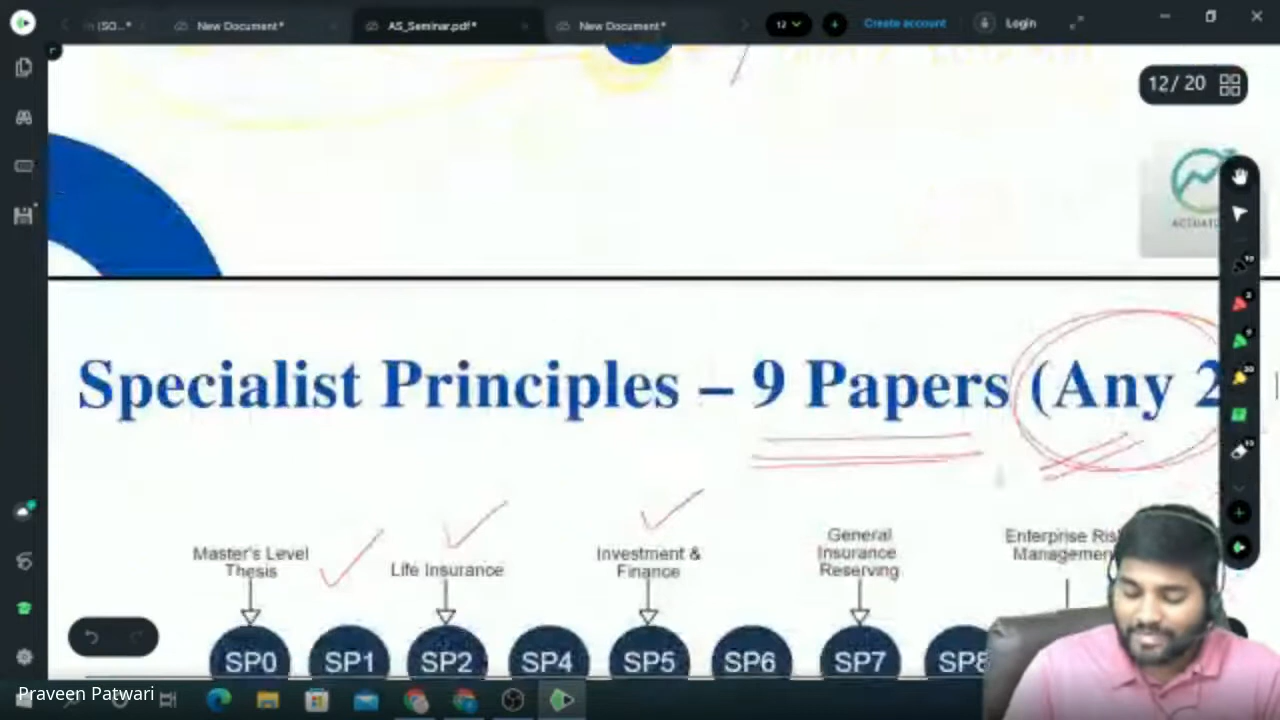 (SO...*
New Document*
AS_Seminar.pdf*
New Document*
12
Create account
Login
12/ 20
Specialist Principles – 9 Papers (Any 2
Master's Level
Thesis
Life Insurance
Investment &
Finance
General
Insurance
Reserving
Enterprise Ris
Managemen
SP0
SP1
SP2
SP4
SP5
SP6
SP7
SP8
Praveen Patwari